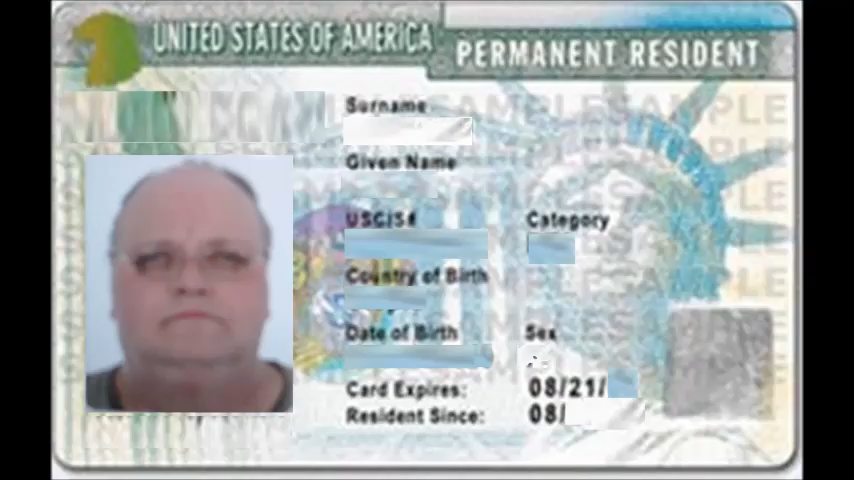 UNITED STATES OF AMERICA
PERMANENT RESIDENT
Surname
Given Name
USCIS#
Category
Country of Birth
Date of Birth
Sex
Card Expires: 08/21/
Resident Since: 08/
SAMPLESAMPLE